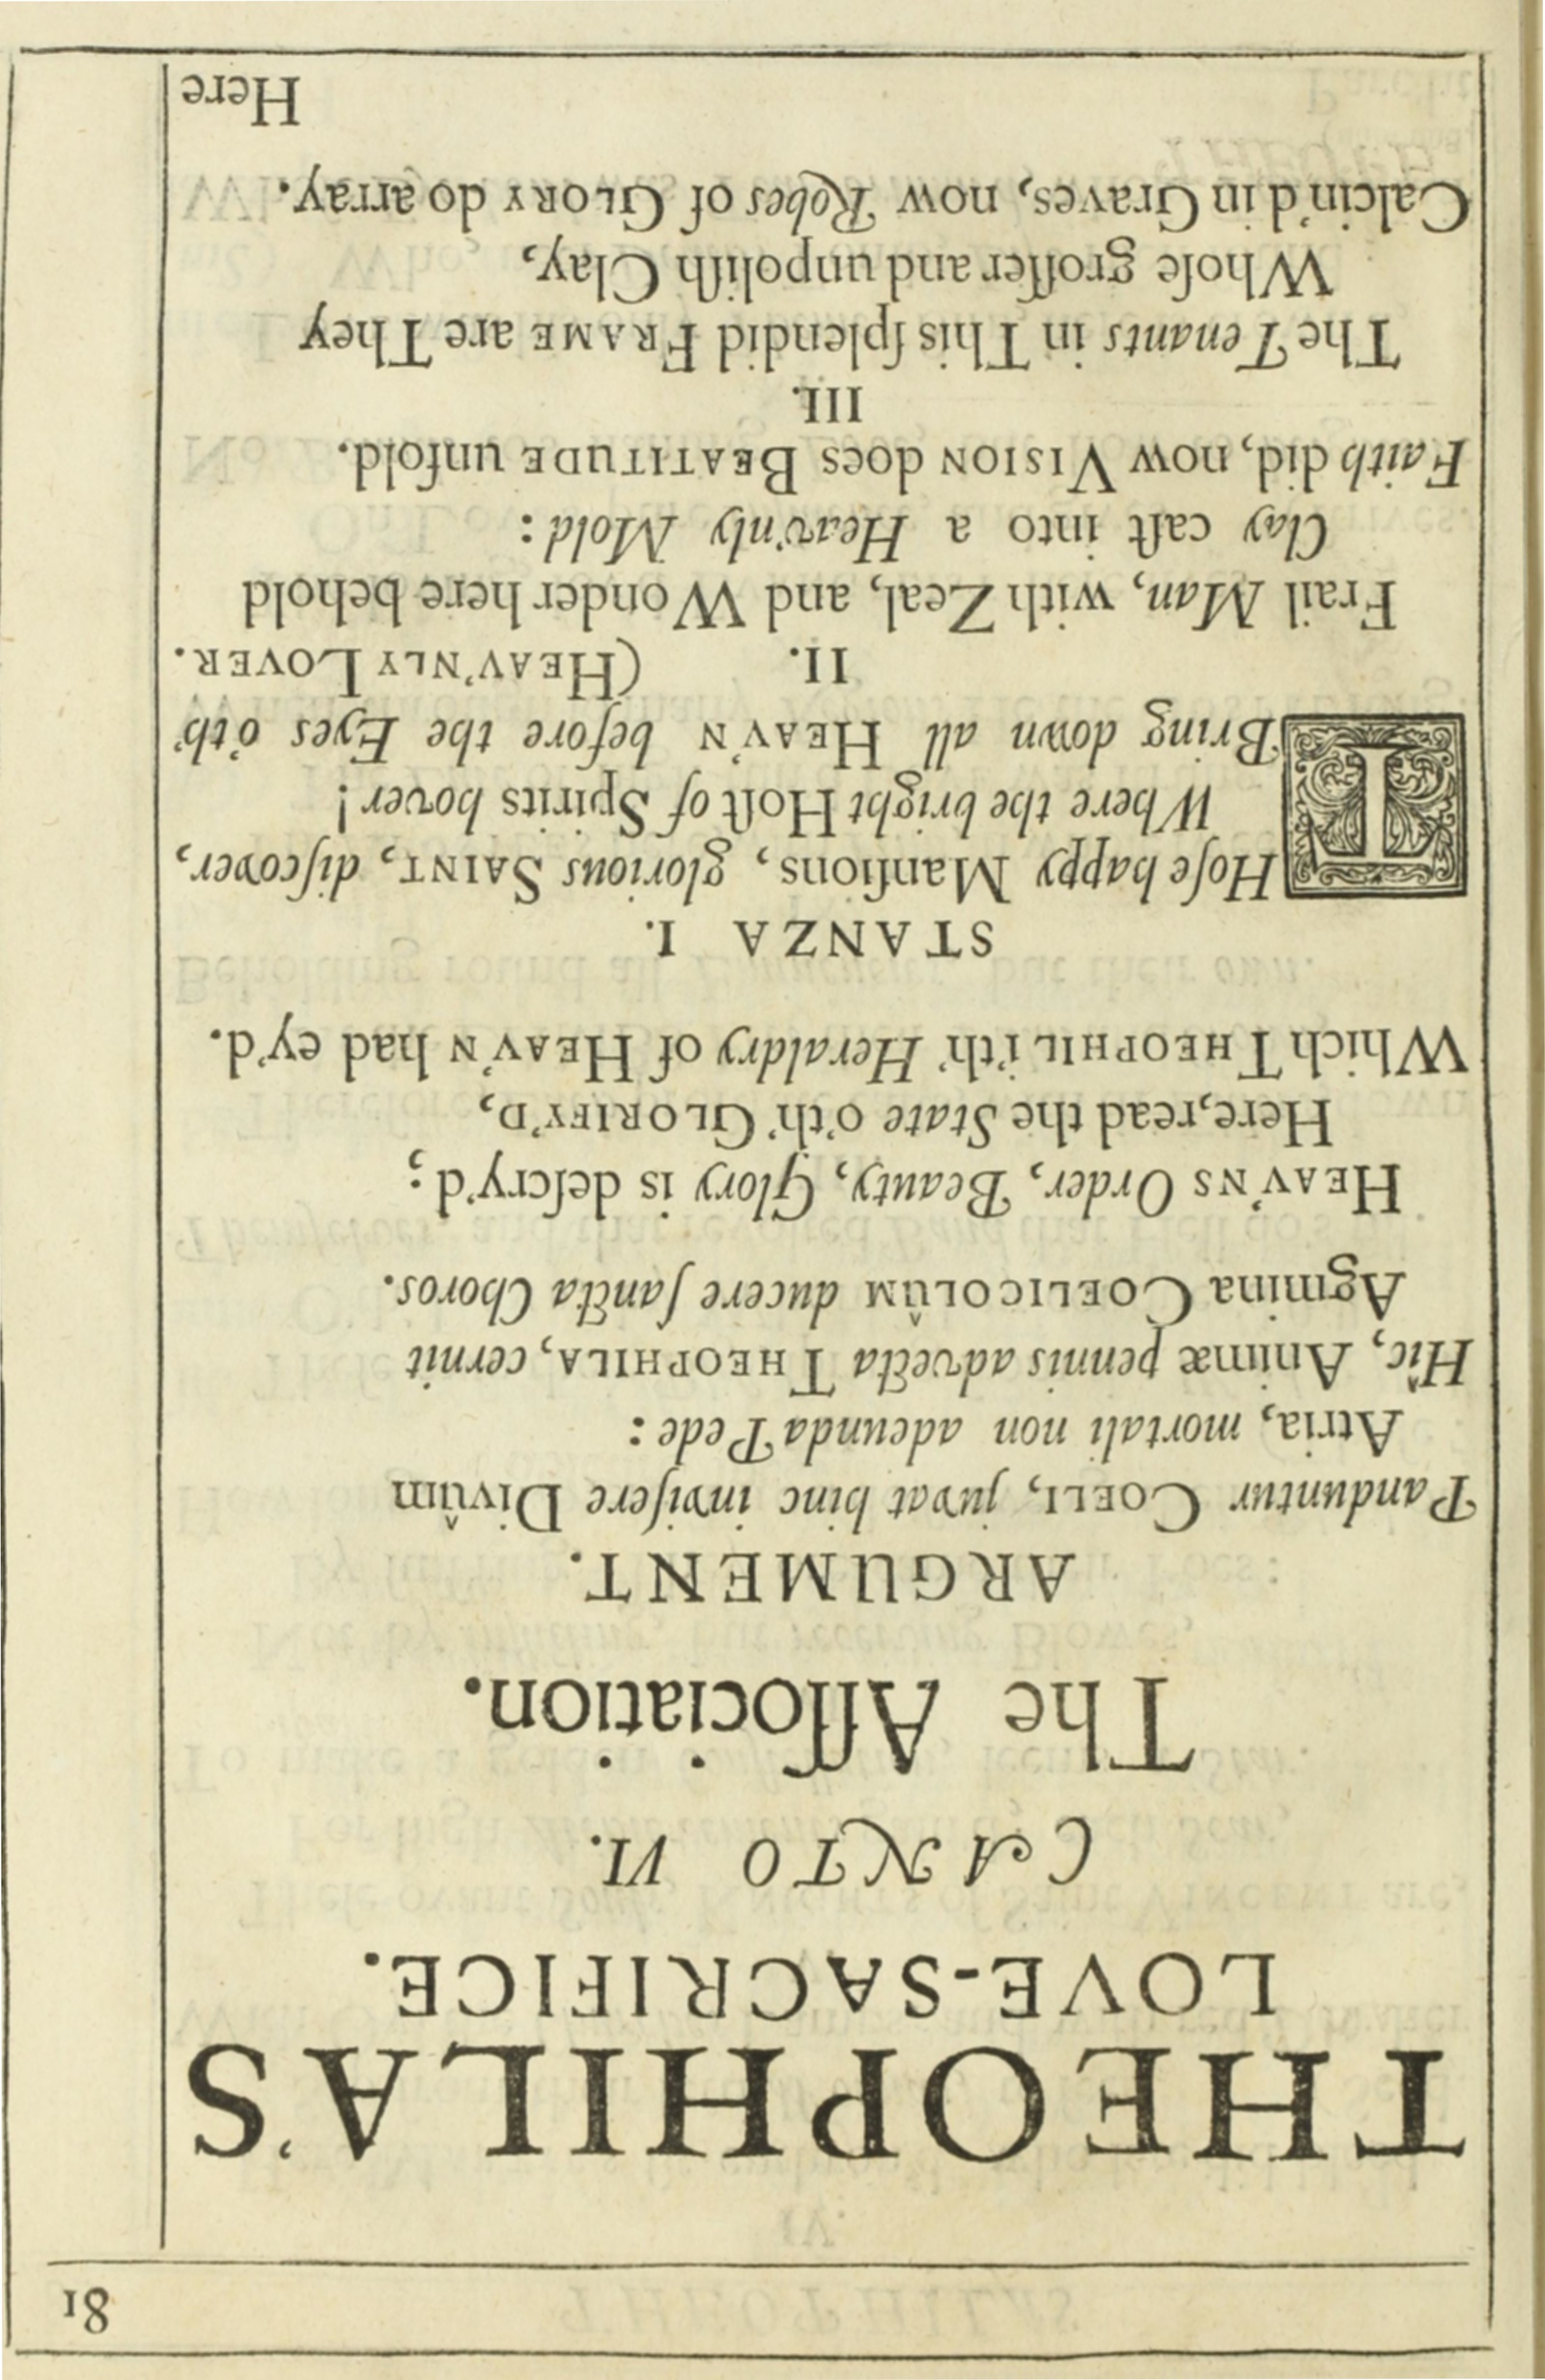 81
THEOPHILA'S
LOVE-SACRIFICE.
CANTO VI.
The Aſſociation.
ARGUMENT.
Panduntur COELI, juvat hinc inviſere Divûm
Atria, mortali non adeunda Pede:
Hîc, Animæ pennis advecta THEOPHILA, cernit
Agmina COELICOLÛM ducere ſancta Choros.
HEAV'NS Order, Beauty, Glory is deſcry'd;
Here, read the State o'th' GLORIFY'D,
Which THEOPHIL i'th' Heraldry of HEAV'N had ey'd.
STANZA I.
THoſe happy Manſions, glorious SAINT, diſcover,
Where the bright Hoſt of Spirits hover!
Bring down all HEAV'N before the Eyes o'th'
II. (HEAV'NLY LOVER.
Frail Man, with Zeal, and Wonder here behold
Clay caſt into a Heav'nly Mold:
Faith did, now VISION does BEATITUDE unfold.
III.
The Tenants in This ſplendid FRAME are They
Whoſe groſſer and unpoliſh Clay,
Calcin'd in Graves, now Robes of GLORY do array.
Here